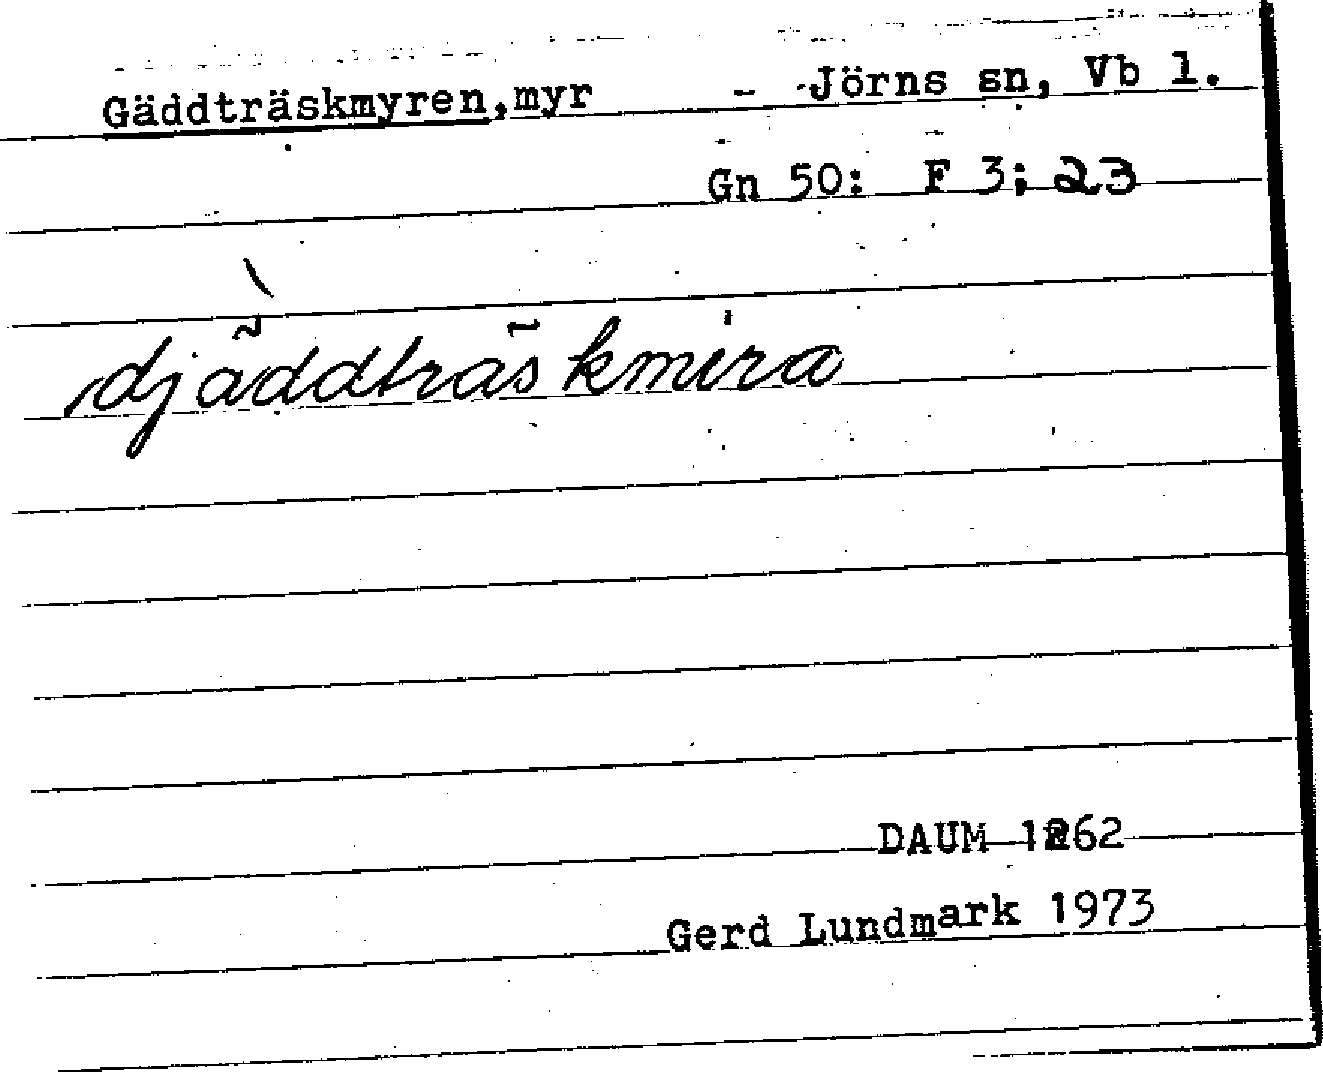 Gäddträskmyren, myr - Jörns sn, Vb l.
Gn 50: F 3; 23
djäddträskmira
DAUM 1262
Gerd Lundmark 1973